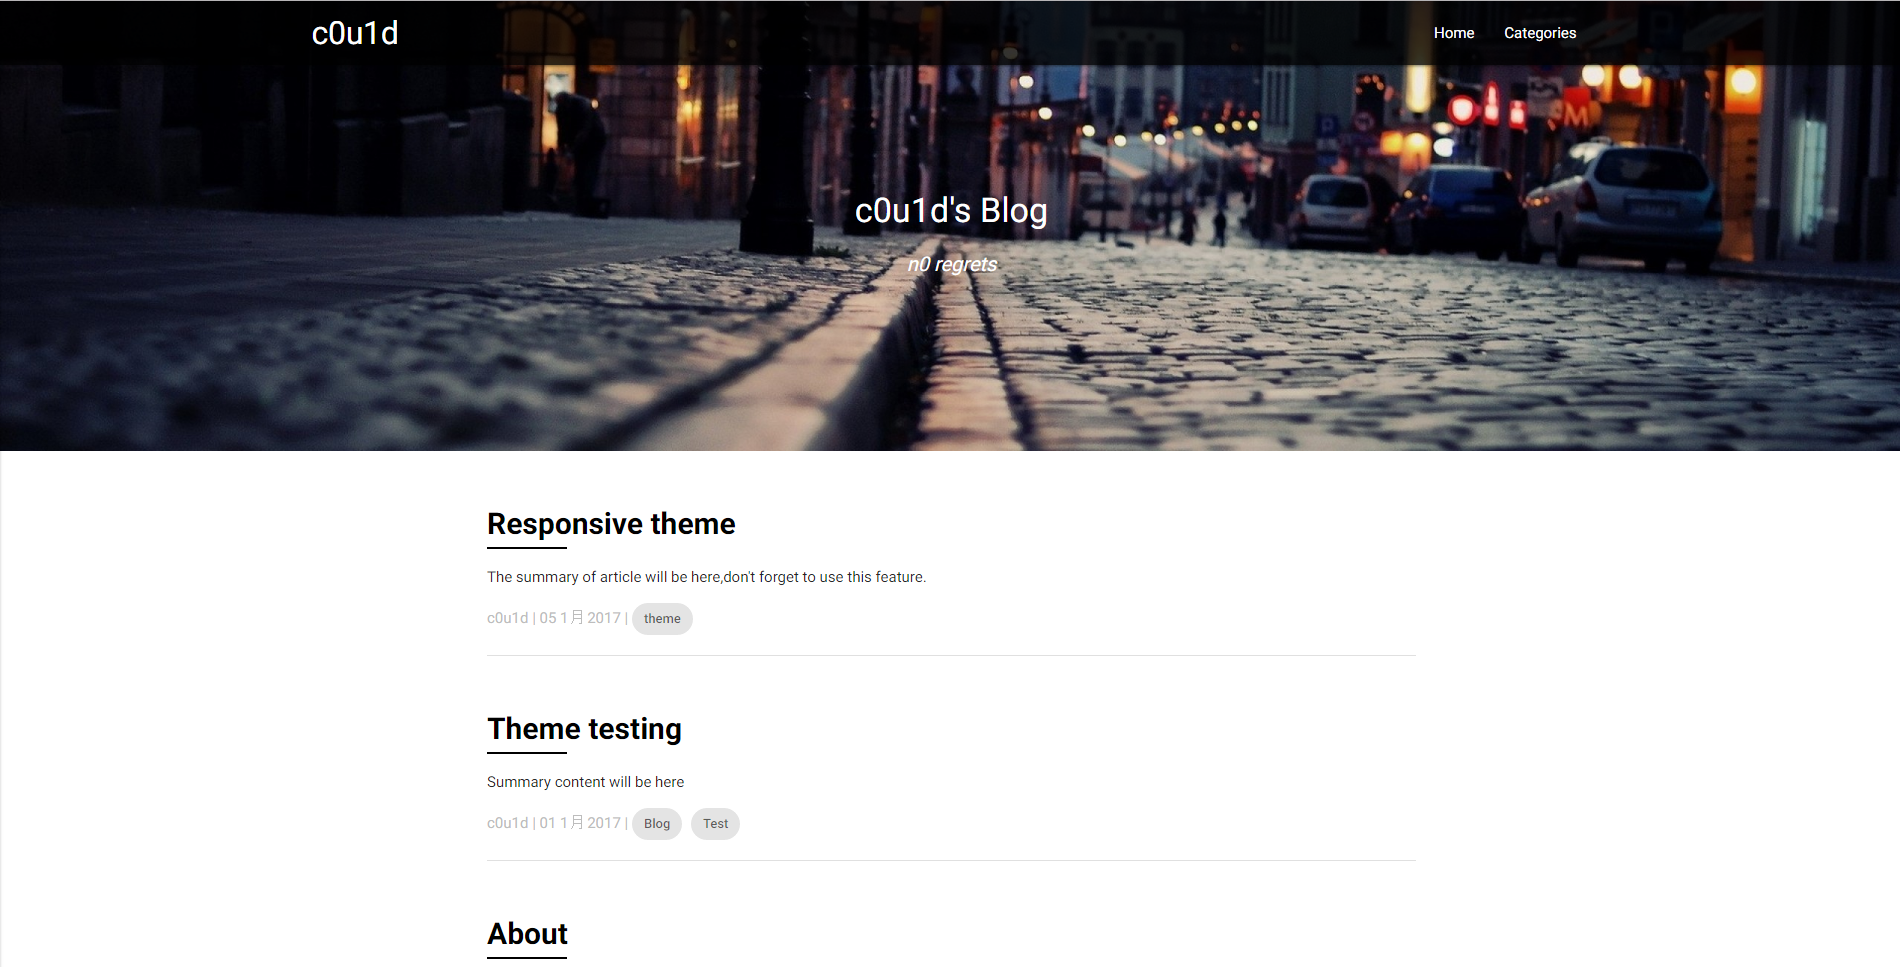 c0u1d
Home
Categories
c0u1d's Blog
n0 regrets
Responsive theme
The summary of article will be here,don't forget to use this feature.
c0u1d | 05 1月 2017 | theme
Theme testing
Summary content will be here
c0u1d | 01 1月 2017 | Blog Test
About